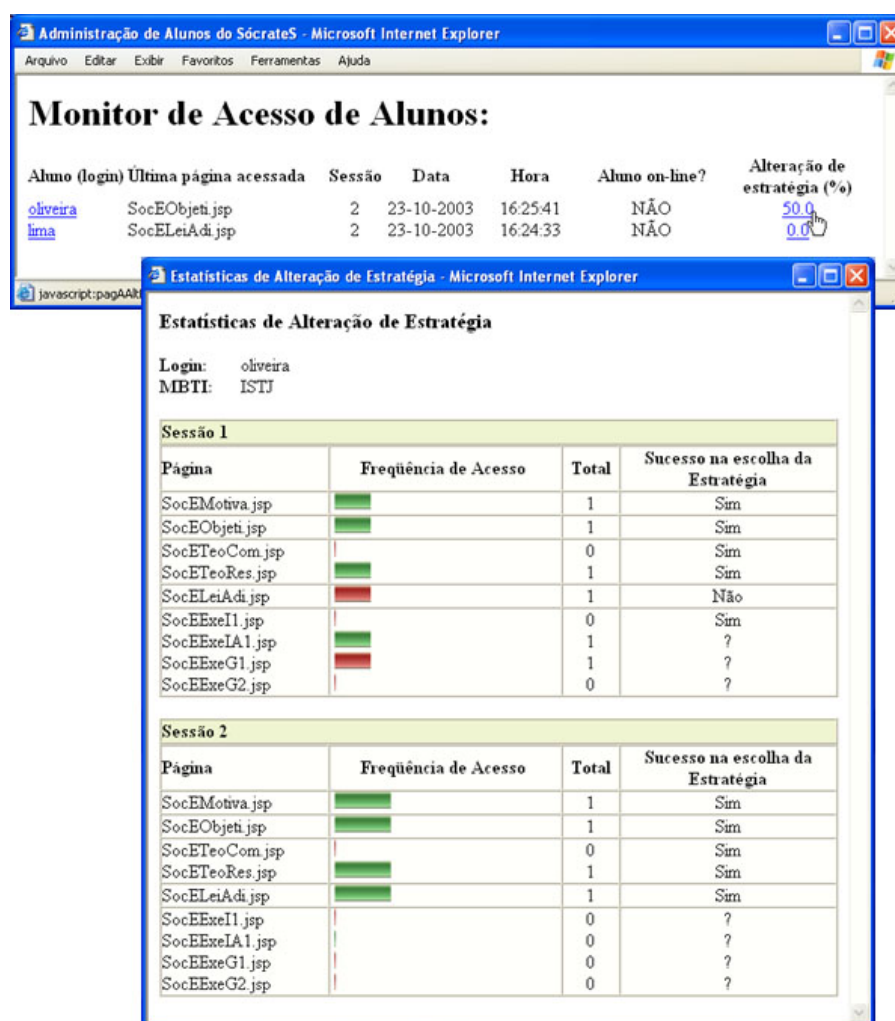 Administração de Alunos do SócrateS - Microsoft Internet Explorer
Arquivo Editar Exibir Favoritos Ferramentas Ajuda
Monitor de Acesso de Alunos:
Aluno (login) Última página acessada Sessão Data Hora Aluno on-line? Alteração de estratégia (%)
oliveira SocEObjeti.jsp 2 23-10-2003 16:25:41 NÃO 50.0
lima SocELeiAdi.jsp 2 23-10-2003 16:24:33 NÃO 0.0
Estatísticas de Alteração de Estratégia - Microsoft Internet Explorer
Estatísticas de Alteração de Estratégia
Login: oliveira
MBTI: ISTJ
Sessão 1
Página Freqüência de Acesso Total Sucesso na escolha da Estratégia
SocEMotiva.jsp 1 Sim
SocEObjeti.jsp 1 Sim
SocETeoCom.jsp 0 Sim
SocETeoRes.jsp 1 Sim
SocELeiAdi.jsp 1 Não
SocEExeI1.jsp 0 Sim
SocEExeIA1.jsp 1 ?
SocEExeG1.jsp 1 ?
SocEExeG2.jsp 0 ?
Sessão 2
Página Freqüência de Acesso Total Sucesso na escolha da Estratégia
SocEMotiva.jsp 1 Sim
SocEObjeti.jsp 1 Sim
SocETeoCom.jsp 0 Sim
SocETeoRes.jsp 1 Sim
SocELeiAdi.jsp 1 Sim
SocEExeI1.jsp 0 ?
SocEExeIA1.jsp 0 ?
SocEExeG1.jsp 0 ?
SocEExeG2.jsp 0 ?